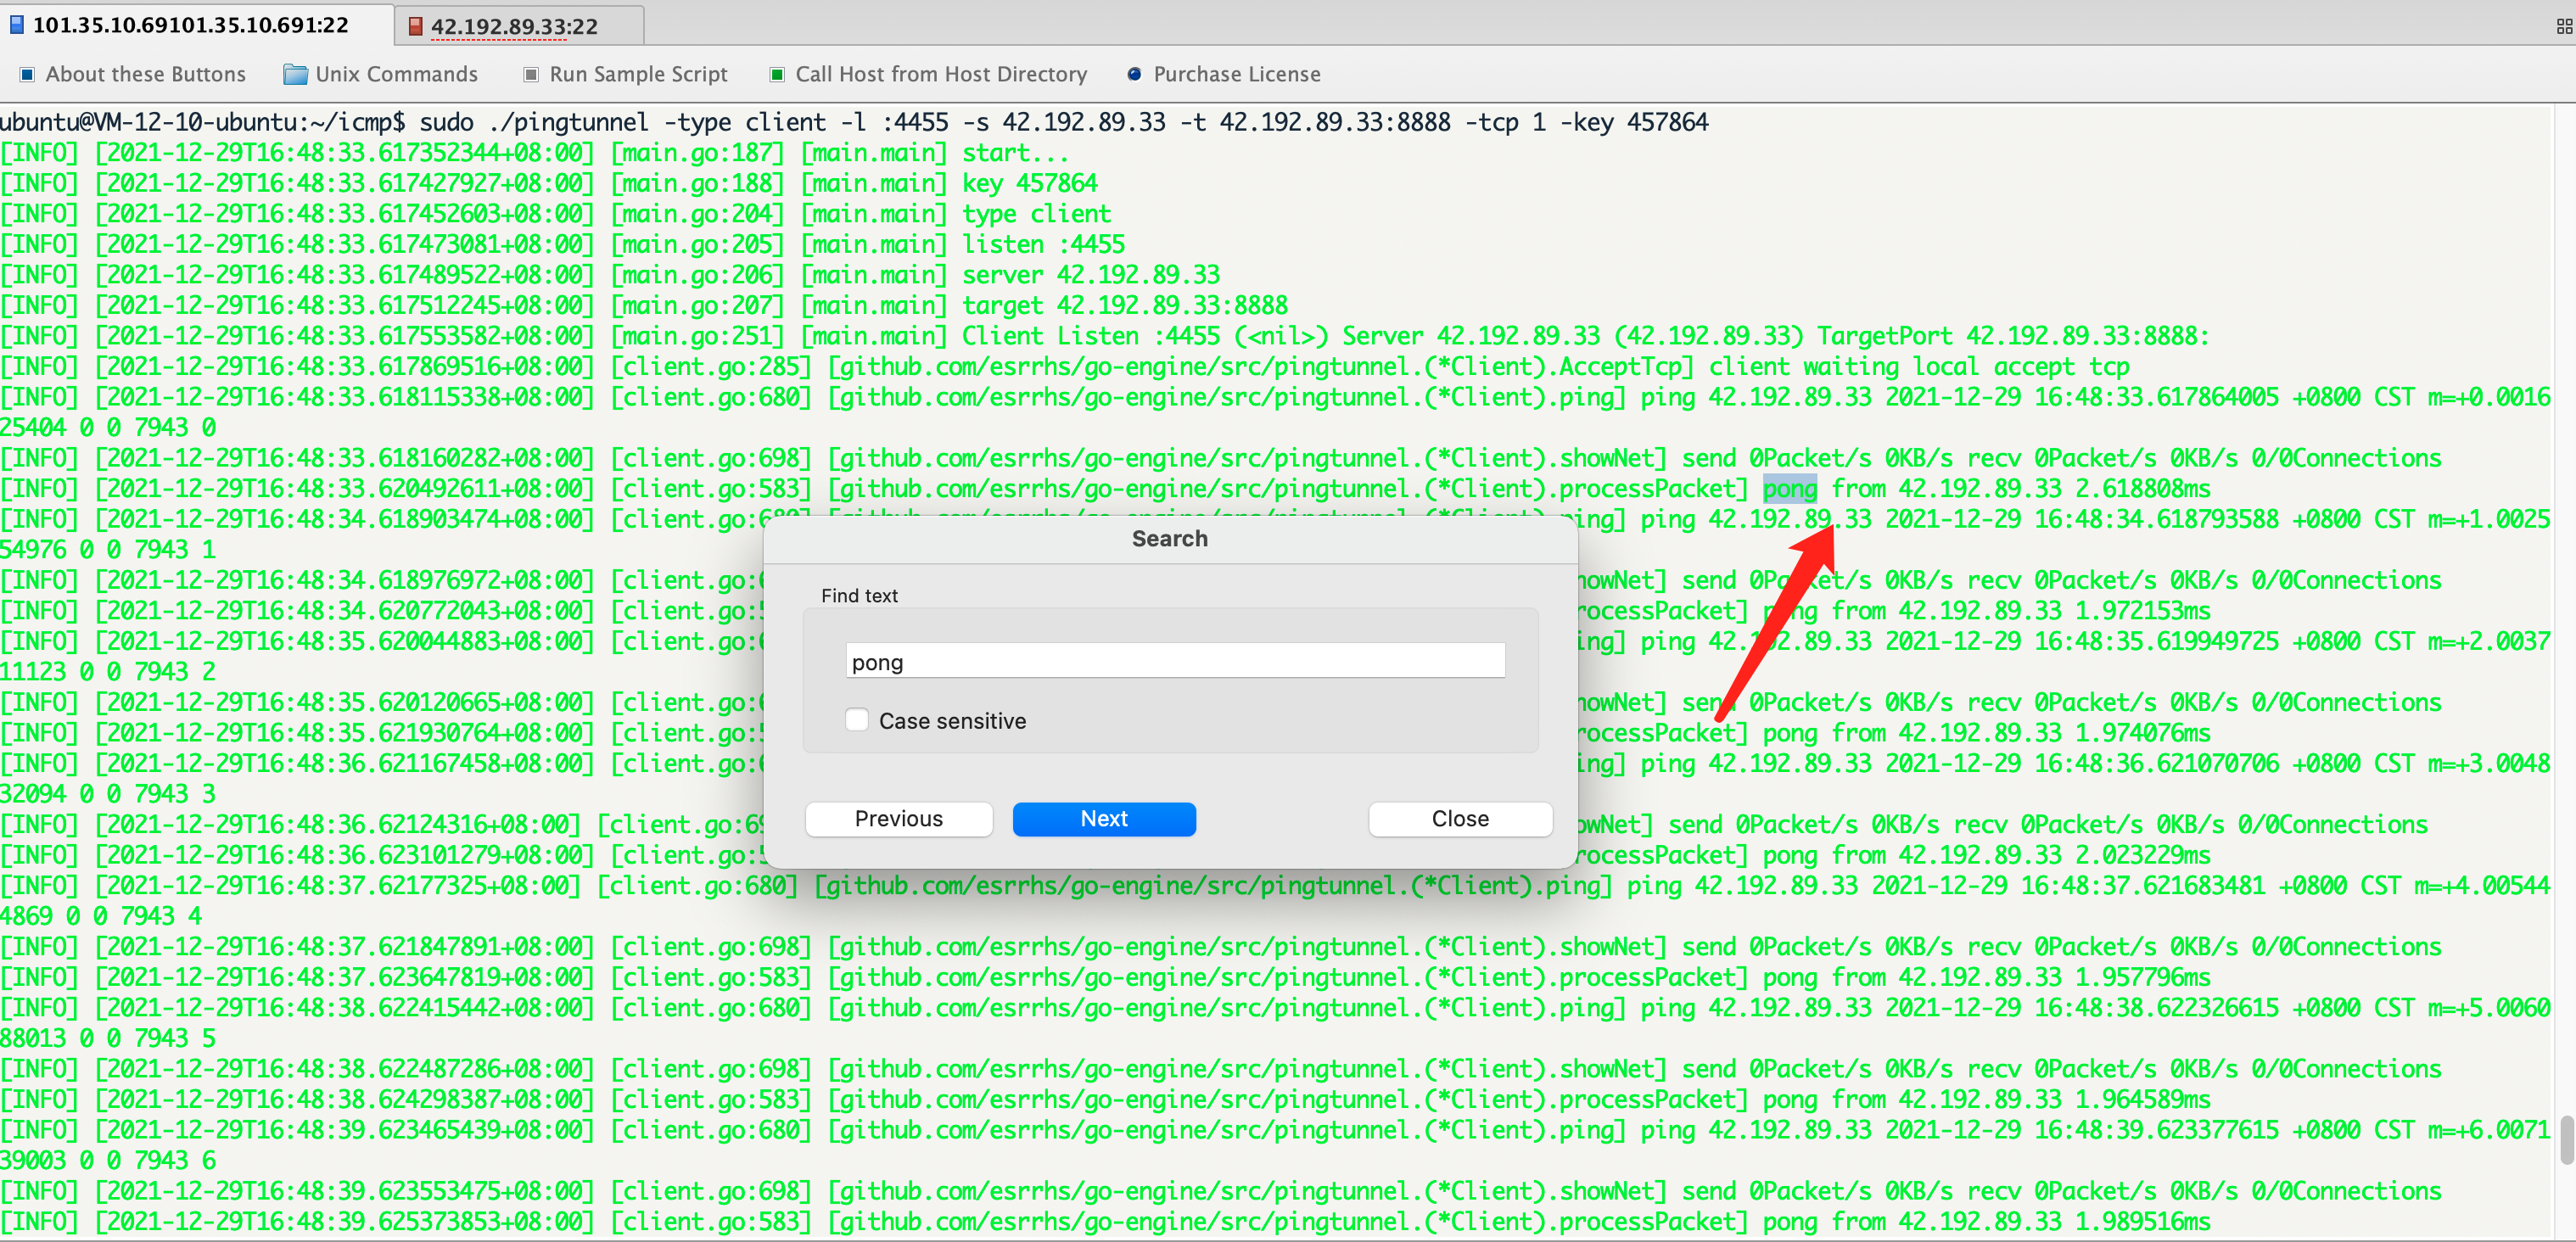 101.35.10.69101.35.10.691:22
42.192.89.33:22
About these Buttons
Unix Commands
Run Sample Script
Call Host from Host Directory
Purchase License
ubuntu@VM-12-10-ubuntu:~/icmp$ sudo ./pingtunnel -type client -l :4455 -s 42.192.89.33 -t 42.192.89.33:8888 -tcp 1 -key 457864
[INFO] [2021-12-29T16:48:33.617352344+08:00] [main.go:187] [main.main] start...
[INFO] [2021-12-29T16:48:33.617427927+08:00] [main.go:188] [main.main] key 457864
[INFO] [2021-12-29T16:48:33.617452603+08:00] [main.go:204] [main.main] type client
[INFO] [2021-12-29T16:48:33.617473081+08:00] [main.go:205] [main.main] listen :4455
[INFO] [2021-12-29T16:48:33.617489522+08:00] [main.go:206] [main.main] server 42.192.89.33
[INFO] [2021-12-29T16:48:33.617512245+08:00] [main.go:207] [main.main] target 42.192.89.33:8888
[INFO] [2021-12-29T16:48:33.617553582+08:00] [main.go:251] [main.main] Client Listen :4455 (<nil>) Server 42.192.89.33 (42.192.89.33) TargetPort 42.192.89.33:8888:
[INFO] [2021-12-29T16:48:33.617869516+08:00] [client.go:285] [github.com/esrrhs/go-engine/src/pingtunnel.(*Client).AcceptTcp] client waiting local accept tcp
[INFO] [2021-12-29T16:48:33.618115338+08:00] [client.go:680] [github.com/esrrhs/go-engine/src/pingtunnel.(*Client).ping] ping 42.192.89.33 2021-12-29 16:48:33.617864005 +0800 CST m=+0.0016
25404 0 0 7943 0
[INFO] [2021-12-29T16:48:33.618160282+08:00] [client.go:698] [github.com/esrrhs/go-engine/src/pingtunnel.(*Client).showNet] send 0Packet/s 0KB/s recv 0Packet/s 0KB/s 0/0Connections
[INFO] [2021-12-29T16:48:33.620492611+08:00] [client.go:583] [github.com/esrrhs/go-engine/src/pingtunnel.(*Client).processPacket] pong from 42.192.89.33 2.618808ms
[INFO] [2021-12-29T16:48:34.618903474+08:00] [client.go:680] [github.com/esrrhs/go-engine/src/pingtunnel.(*Client).ping] ping 42.192.89.33 2021-12-29 16:48:34.618793588 +0800 CST m=+1.0025
54976 0 0 7943 1
[INFO] [2021-12-29T16:48:34.618976972+08:00] [client.go: howNet] send 0Packet/s 0KB/s recv 0Packet/s 0KB/s 0/0Connections
[INFO] [2021-12-29T16:48:34.620772043+08:00] [client.go: rocessPacket] pong from 42.192.89.33 1.972153ms
[INFO] [2021-12-29T16:48:35.620044883+08:00] [client.go: ing] ping 42.192.89.33 2021-12-29 16:48:35.619949725 +0800 CST m=+2.0037
11123 0 0 7943 2
[INFO] [2021-12-29T16:48:35.620120665+08:00] [client.go: howNet] send 0Packet/s 0KB/s recv 0Packet/s 0KB/s 0/0Connections
[INFO] [2021-12-29T16:48:35.621930764+08:00] [client.go: rocessPacket] pong from 42.192.89.33 1.974076ms
[INFO] [2021-12-29T16:48:36.621167458+08:00] [client.go: ing] ping 42.192.89.33 2021-12-29 16:48:36.621070706 +0800 CST m=+3.0048
32094 0 0 7943 3
[INFO] [2021-12-29T16:48:36.62124316+08:00] [client.go:69 owNet] send 0Packet/s 0KB/s recv 0Packet/s 0KB/s 0/0Connections
[INFO] [2021-12-29T16:48:36.623101279+08:00] [client.go: rocessPacket] pong from 42.192.89.33 2.023229ms
[INFO] [2021-12-29T16:48:37.62177325+08:00] [client.go:680] [github.com/esrrhs/go-engine/src/pingtunnel.(*Client).ping] ping 42.192.89.33 2021-12-29 16:48:37.621683481 +0800 CST m=+4.00544
4869 0 0 7943 4
[INFO] [2021-12-29T16:48:37.621847891+08:00] [client.go:698] [github.com/esrrhs/go-engine/src/pingtunnel.(*Client).showNet] send 0Packet/s 0KB/s recv 0Packet/s 0KB/s 0/0Connections
[INFO] [2021-12-29T16:48:37.623647819+08:00] [client.go:583] [github.com/esrrhs/go-engine/src/pingtunnel.(*Client).processPacket] pong from 42.192.89.33 1.957796ms
[INFO] [2021-12-29T16:48:38.622415442+08:00] [client.go:680] [github.com/esrrhs/go-engine/src/pingtunnel.(*Client).ping] ping 42.192.89.33 2021-12-29 16:48:38.622326615 +0800 CST m=+5.0060
88013 0 0 7943 5
[INFO] [2021-12-29T16:48:38.622487286+08:00] [client.go:698] [github.com/esrrhs/go-engine/src/pingtunnel.(*Client).showNet] send 0Packet/s 0KB/s recv 0Packet/s 0KB/s 0/0Connections
[INFO] [2021-12-29T16:48:38.624298387+08:00] [client.go:583] [github.com/esrrhs/go-engine/src/pingtunnel.(*Client).processPacket] pong from 42.192.89.33 1.964589ms
[INFO] [2021-12-29T16:48:39.623465439+08:00] [client.go:680] [github.com/esrrhs/go-engine/src/pingtunnel.(*Client).ping] ping 42.192.89.33 2021-12-29 16:48:39.623377615 +0800 CST m=+6.0071
39003 0 0 7943 6
[INFO] [2021-12-29T16:48:39.623553475+08:00] [client.go:698] [github.com/esrrhs/go-engine/src/pingtunnel.(*Client).showNet] send 0Packet/s 0KB/s recv 0Packet/s 0KB/s 0/0Connections
[INFO] [2021-12-29T16:48:39.625373853+08:00] [client.go:583] [github.com/esrrhs/go-engine/src/pingtunnel.(*Client).processPacket] pong from 42.192.89.33 1.989516ms
Search
Find text
pong
Case sensitive
Previous
Next
Close